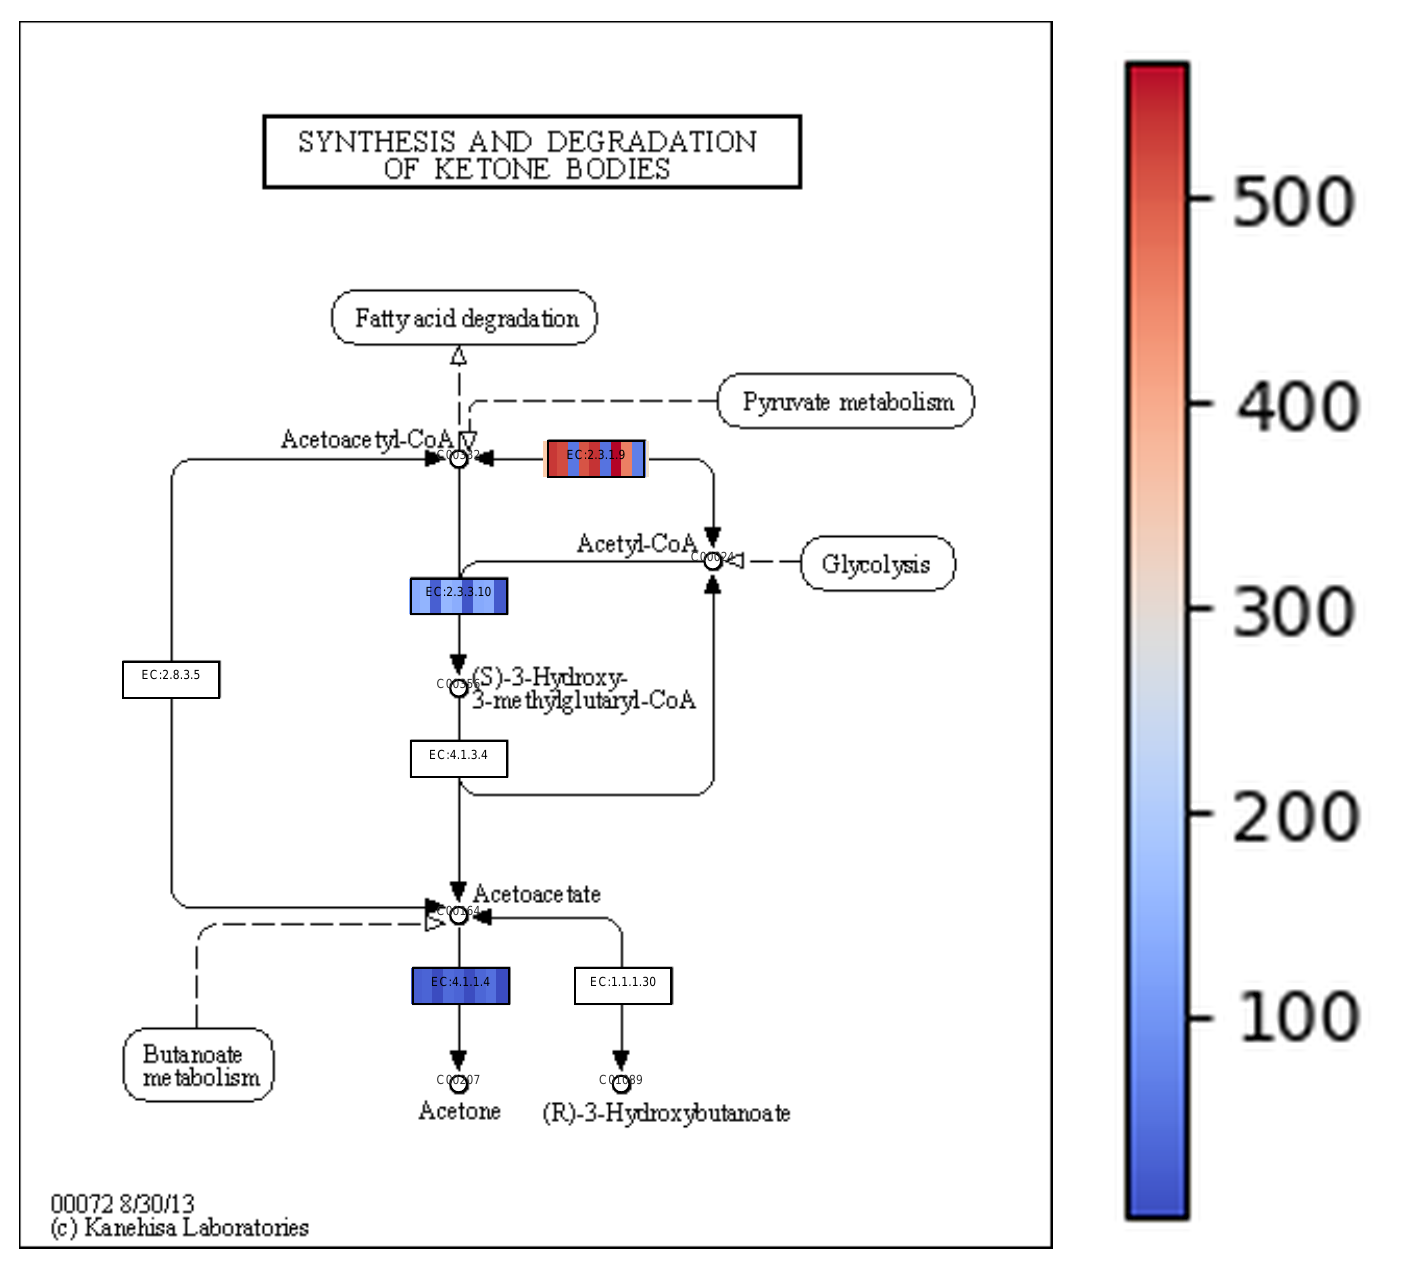 SYNTHESIS AND DEGRADATION
OF KETONE BODIES
500
Fatty acid degradation
Pyruvate metabolism
400
Acetoacetyl-CoA
C00332
EC:2.3.1.9
Acetyl-CoA
C00024
Glycolysis
EC:2.3.3.10
300
EC:2.8.3.5
C00356
(S)-3-Hydroxy-
3-methylglutaryl-CoA
EC:4.1.3.4
200
Acetoacetate
C00164
EC:4.1.1.4
EC:1.1.1.30
100
Butanoate
metabolism
C00207
C01089
Acetone
(R)-3-Hydroxybutanoate
00072 8/30/13
(c) Kanehisa Laboratories